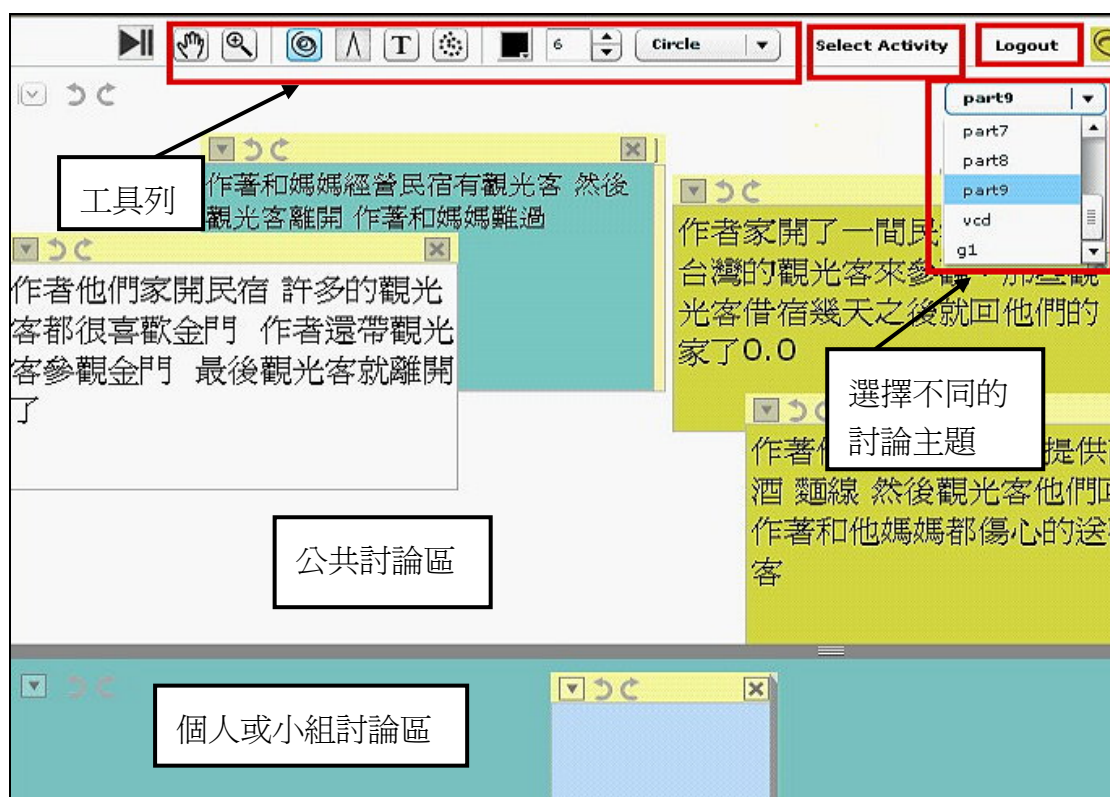 T
6
Circle
Select Activity
Logout
part9
part7
part8
part9
vcd
g1
工具列
作著和媽媽經營民宿有觀光客 然後
觀光客離開 作著和媽媽難過
作者他們家開民宿 許多的觀光
客都很喜歡金門 作者還帶觀光
客參觀金門 最後觀光客就離開
了
作者家開了一間民
台灣的觀光客來參
光客借宿幾天之後就回他們的
家了0.0
選擇不同的
討論主題
作著
提供
酒 麵線 然後觀光客他們
作著和他媽媽都傷心的送
客
公共討論區
個人或小組討論區